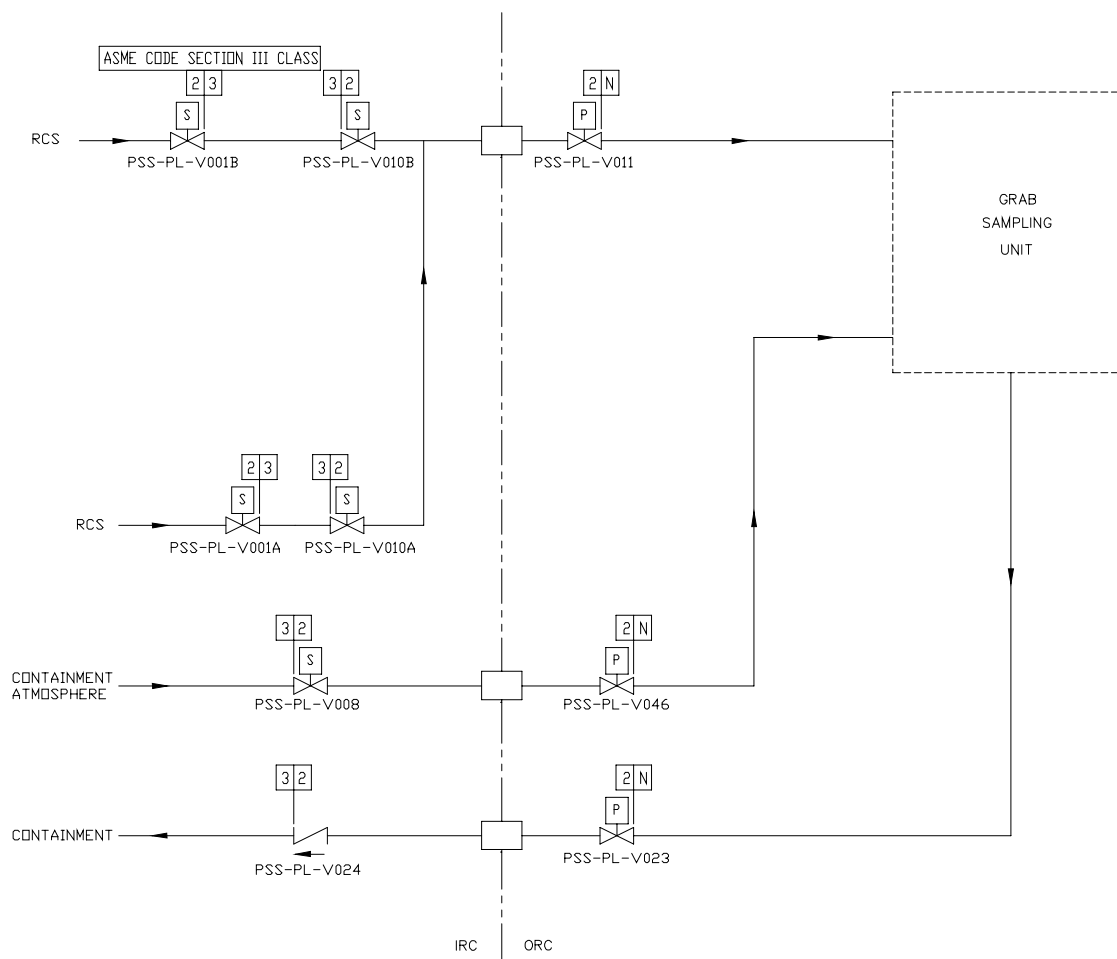 ASME CODE SECTION III CLASS
2 3
3 2
2 N
S
S
P
RCS
PSS-PL-V001B
PSS-PL-V010B
PSS-PL-V011
GRAB
SAMPLING
UNIT
2 3
3 2
S
S
RCS
PSS-PL-V001A
PSS-PL-V010A
3 2
2 N
S
P
CONTAINMENT
ATMOSPHERE
PSS-PL-V008
PSS-PL-V046
3 2
2 N
P
CONTAINMENT
PSS-PL-V024
PSS-PL-V023
IRC
ORC